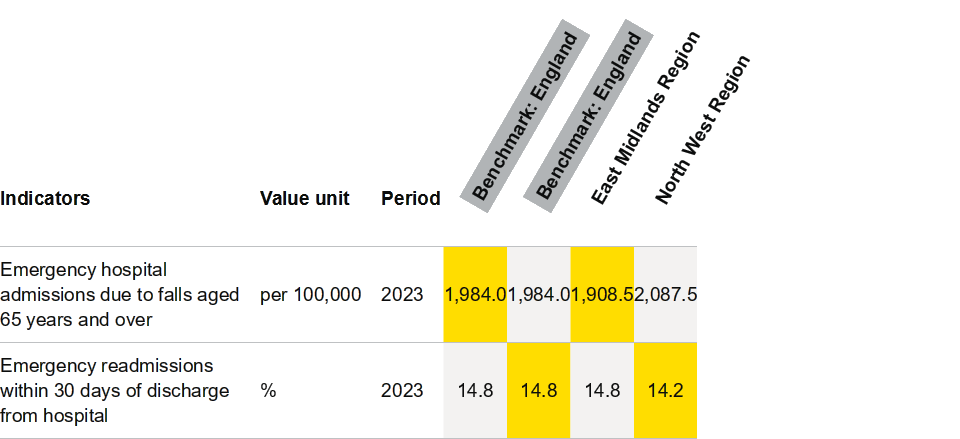 Benchmark: England
Benchmark: England
East Midlands Region
North West Region
Indicators Value unit Period
Emergency hospital
admissions due to falls aged
65 years and over
per 100,000 2023 1,984.0 1,984.0 1,908.5 2,087.5
Emergency readmissions
within 30 days of discharge
from hospital
% 2023 14.8 14.8 14.8 14.2